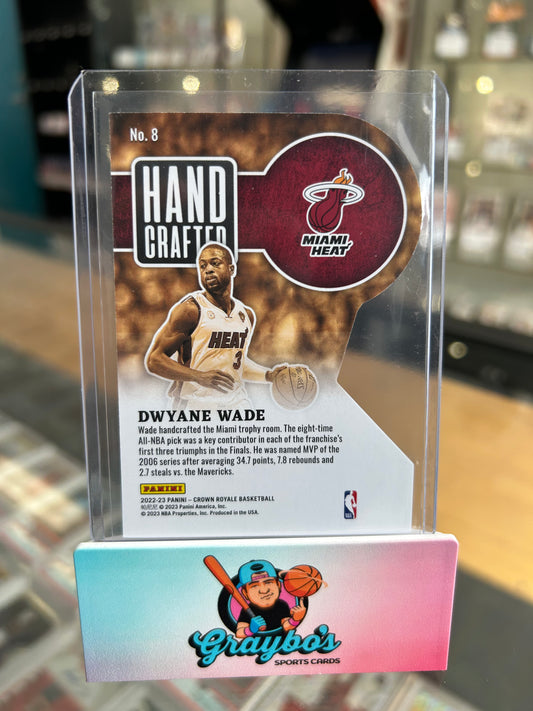 No. 8
HAND
CRAFTED
MIAMI
HEAT
HEAT
3
DWYANE WADE
Wade handcrafted the Miami trophy room. The eight-time
All-NBA pick was a key contributor in each of the franchise's
first three triumphs in the Finals. He was named MVP of the
2006 series after averaging 34.7 points, 7.8 rebounds and
2.7 steals vs. the Mavericks.
PANINI
2022-23 PANINI – CROWN ROYALE BASKETBALL
© 2023 Panini America, Inc.
© 2023 NBA Properties, Inc. Produced in the USA.
NBA
Graybo's
SPORTS CARDS